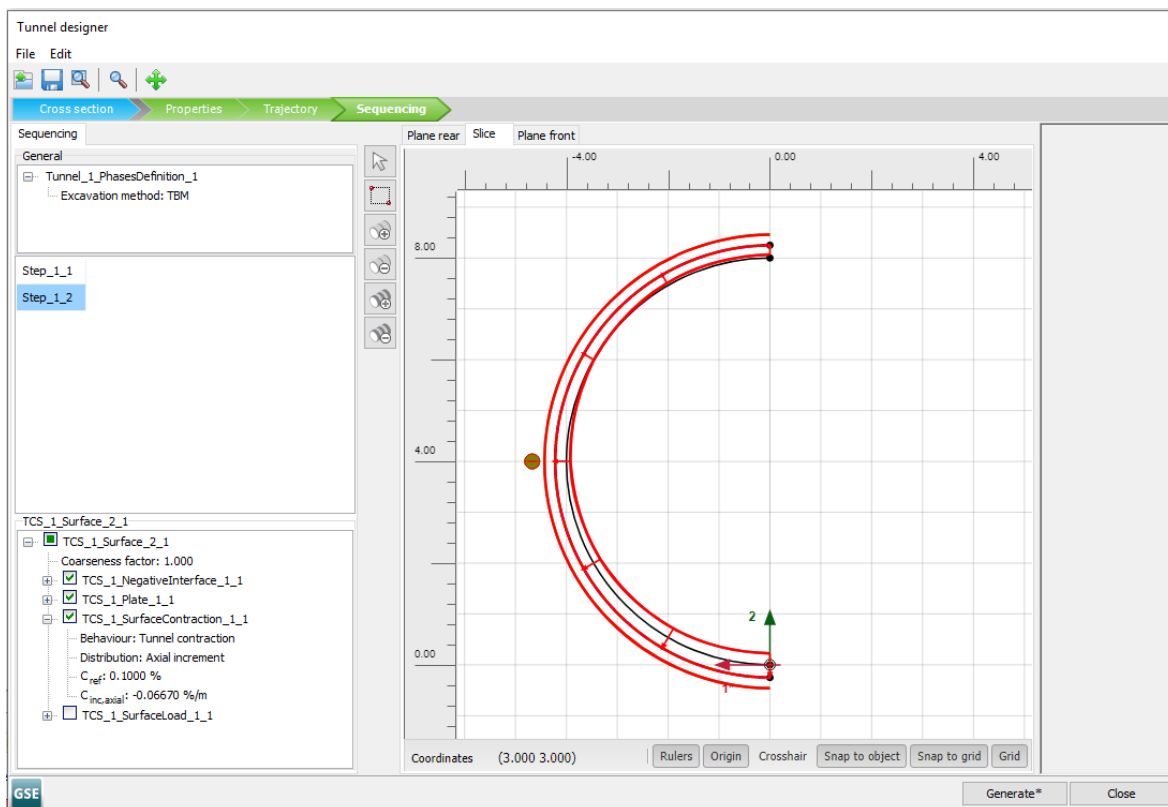 Tunnel designer
File Edit
Cross section Properties Trajectory Sequencing
Sequencing
Plane rear Slice Plane front
General
Tunnel_1_PhasesDefinition_1
Excavation method: TBM
Step_1_1
Step_1_2
-4.00 0.00 4.00
8.00
4.00
0.00
2
1
TCS_1_Surface_2_1
TCS_1_Surface_2_1
Coarseness factor: 1.000
TCS_1_NegativeInterface_1_1
TCS_1_Plate_1_1
TCS_1_SurfaceContraction_1_1
Behaviour: Tunnel contraction
Distribution: Axial increment
Cref: 0.1000 %
Cinc,axial: -0.06670 %/m
TCS_1_SurfaceLoad_1_1
Coordinates (3.000 3.000) Rulers Origin Crosshair Snap to object Snap to grid Grid
GSE Generate* Close